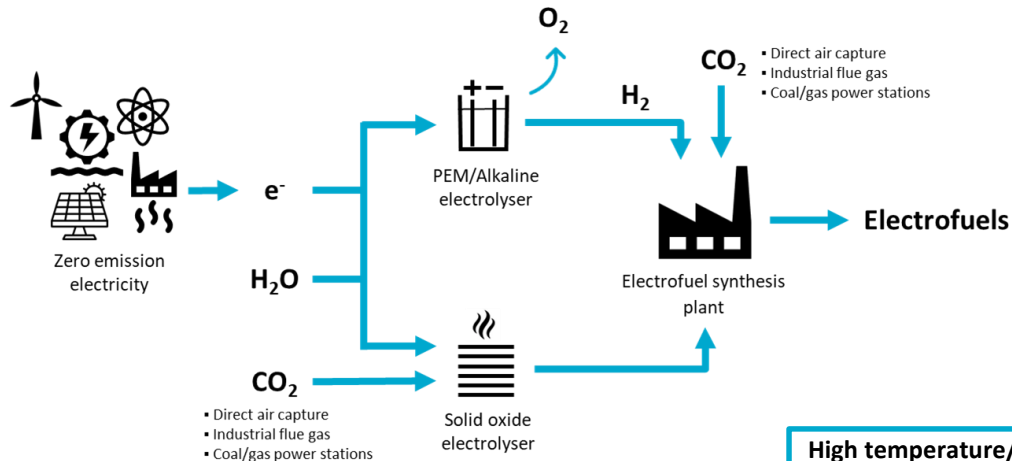 O₂
CO₂
▪ Direct air capture
▪ Industrial flue gas
▪ Coal/gas power stations
H₂
PEM/Alkaline
electrolyser
e⁻
Zero emission
electricity
H₂O
Electrofuel synthesis
plant
Electrofuels
CO₂
▪ Direct air capture
▪ Industrial flue gas
▪ Coal/gas power stations
Solid oxide
electrolyser
High temperature/